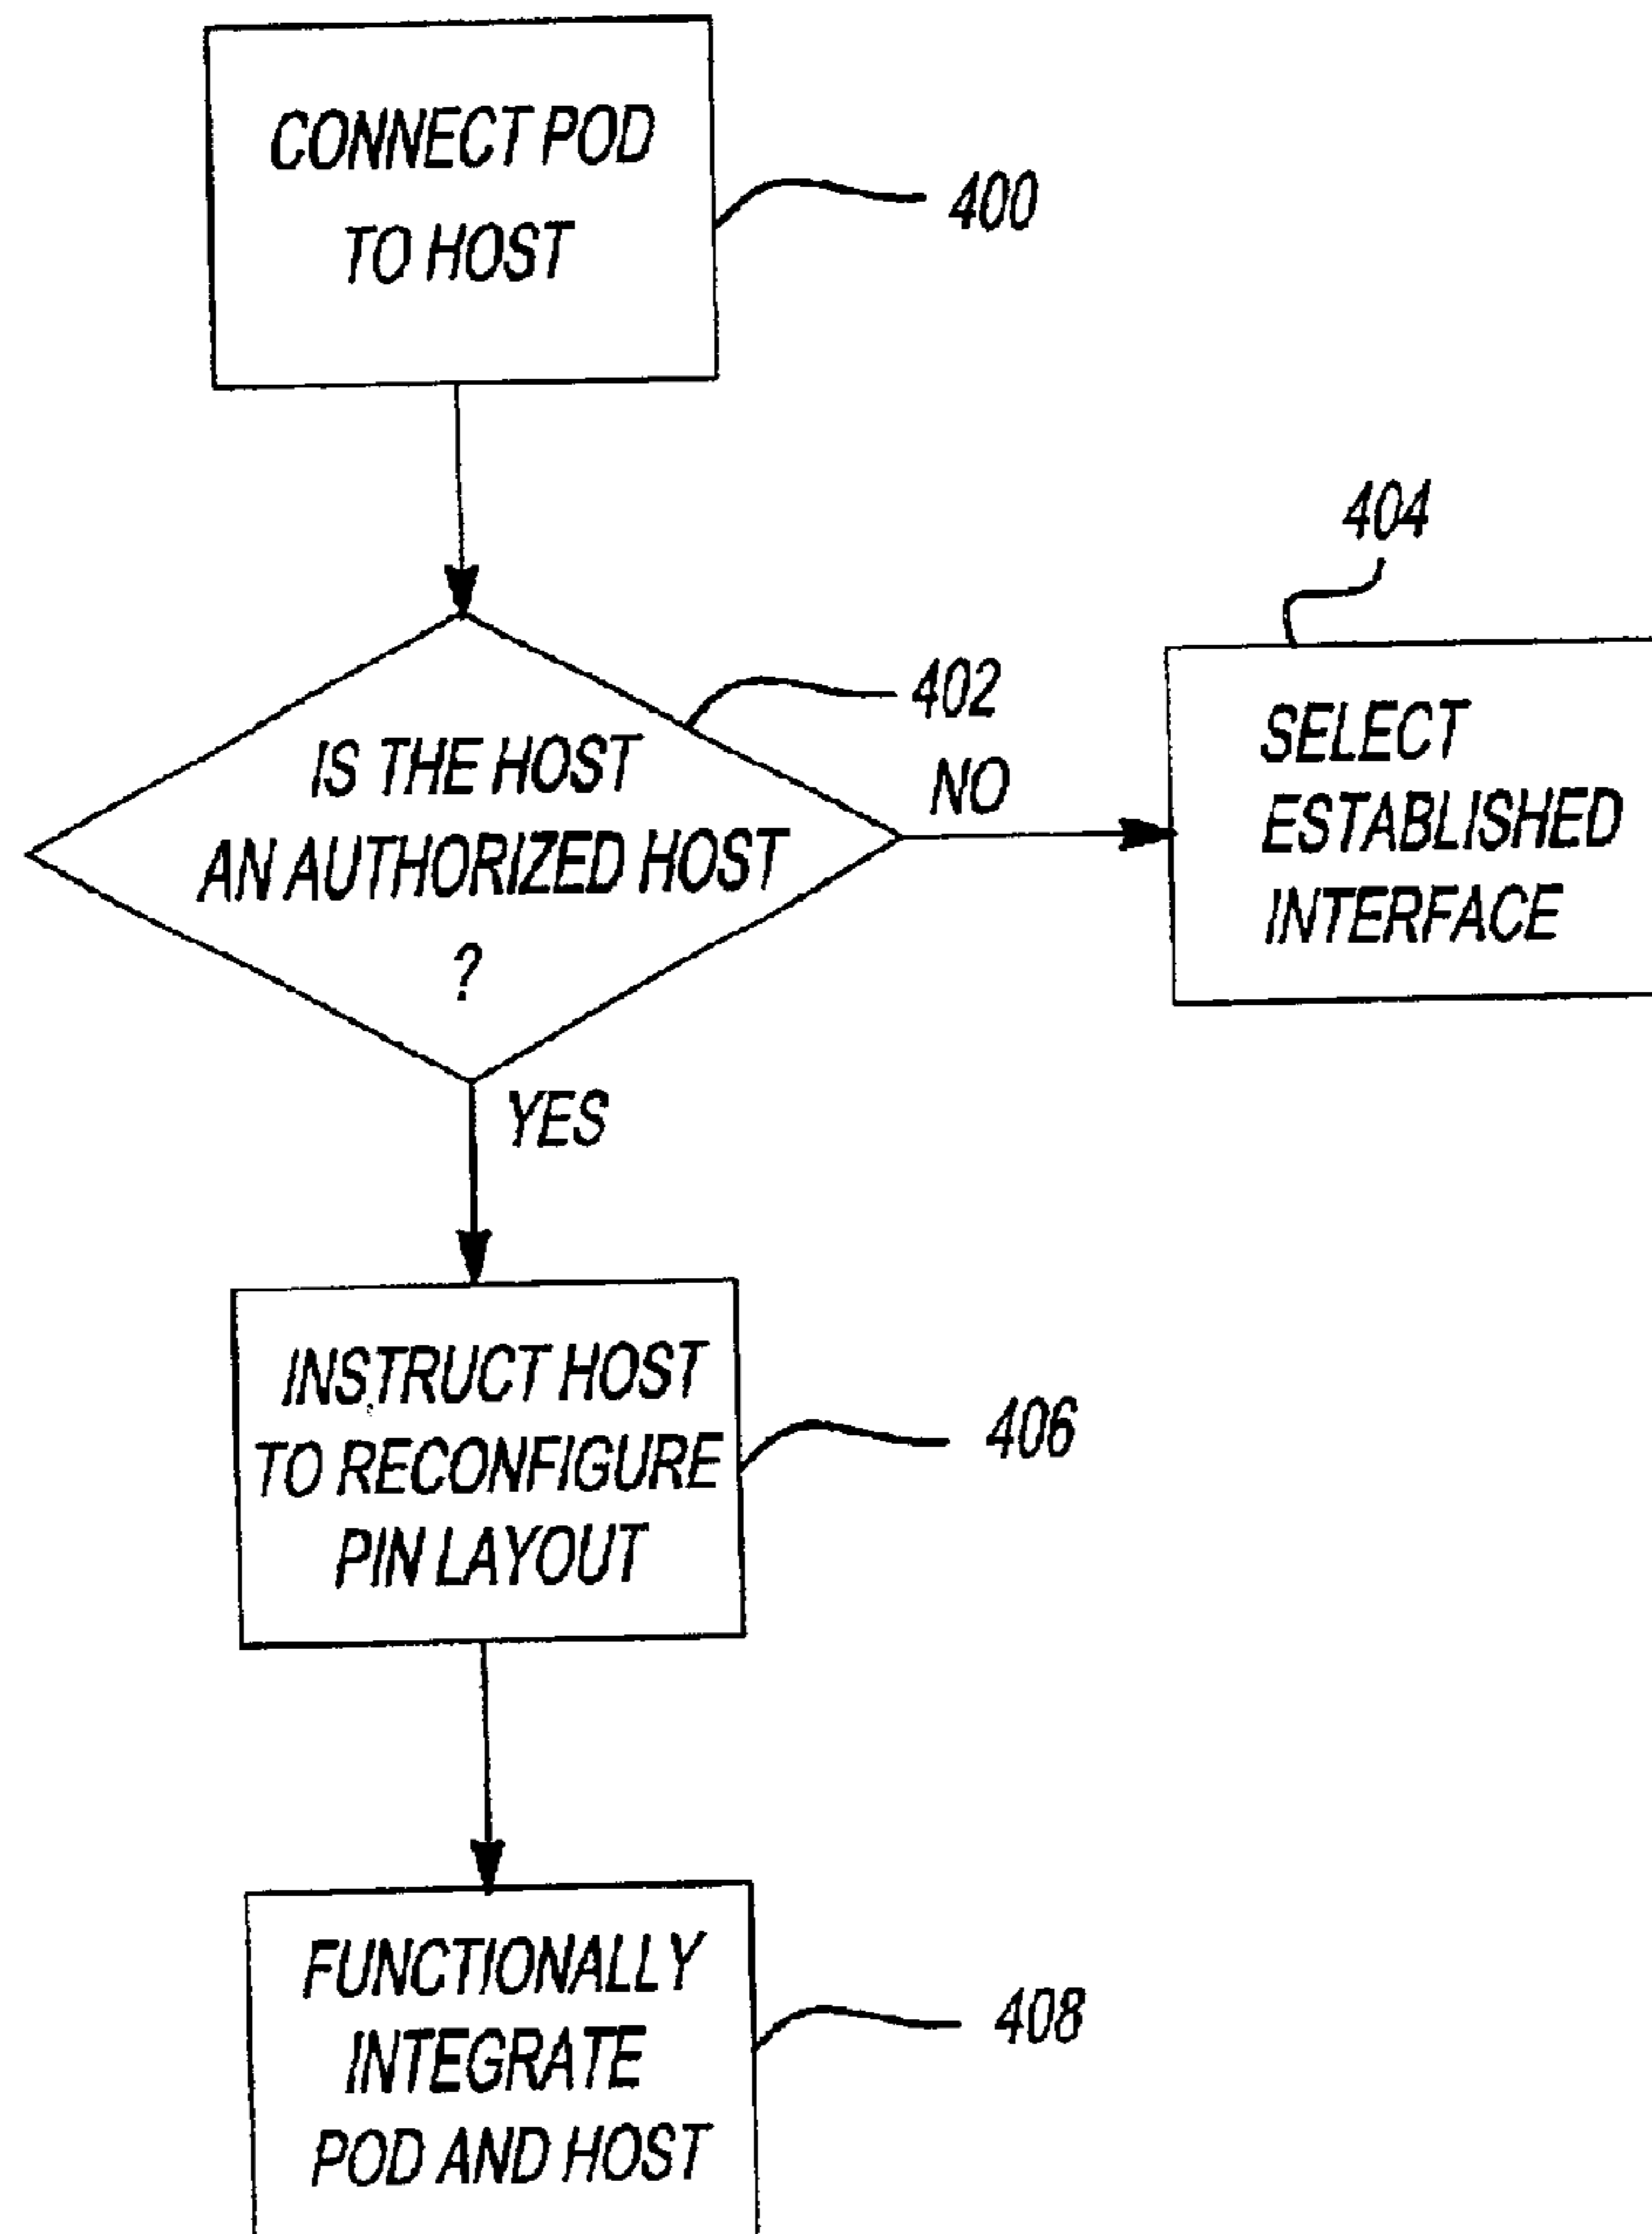 CONNECT POD
TO HOST
400
404
402
IS THE HOST
AN AUTHORIZED HOST
?
NO
SELECT
ESTABLISHED
INTERFACE
YES
INSTRUCT HOST
TO RECONFIGURE
PIN LAYOUT
406
FUNCTIONALLY
INTEGRATE
POD AND HOST
408